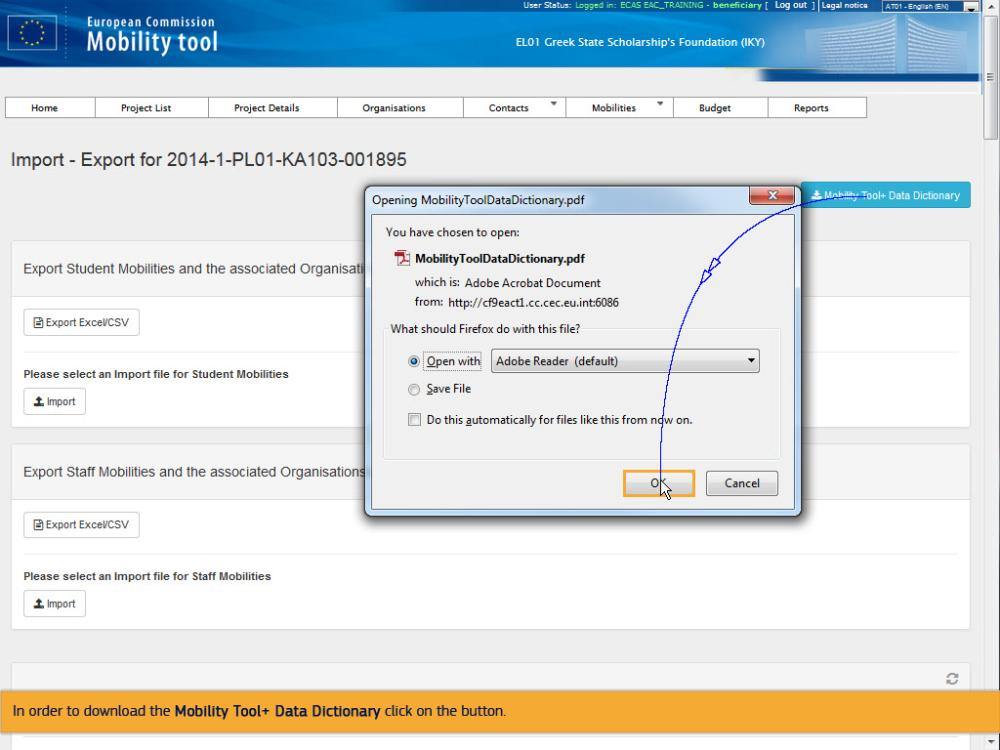 User Status: Logged in: ECAS EAC_TRAINING - beneficiary [ Log out ] Legal notice AT01 - English (EN)
European Commission
Mobility tool
EL01 Greek State Scholarship's Foundation (IKY)
Home Project List Project Details Organisations Contacts Mobilities Budget Reports
Import - Export for 2014-1-PL01-KA103-001895
Mobility Tool+ Data Dictionary
Opening MobilityToolDataDictionary.pdf
You have chosen to open:
MobilityToolDataDictionary.pdf
which is: Adobe Acrobat Document
from: http://cf9eact1.cc.cec.eu.int:6086
What should Firefox do with this file?
Open with Adobe Reader (default)
Save File
Do this automatically for files like this from now on.
OK Cancel
Export Student Mobilities and the associated Organisati
Export Excel/CSV
Please select an Import file for Student Mobilities
Import
Export Staff Mobilities and the associated Organisations
Export Excel/CSV
Please select an Import file for Staff Mobilities
Import
In order to download the Mobility Tool+ Data Dictionary click on the button.